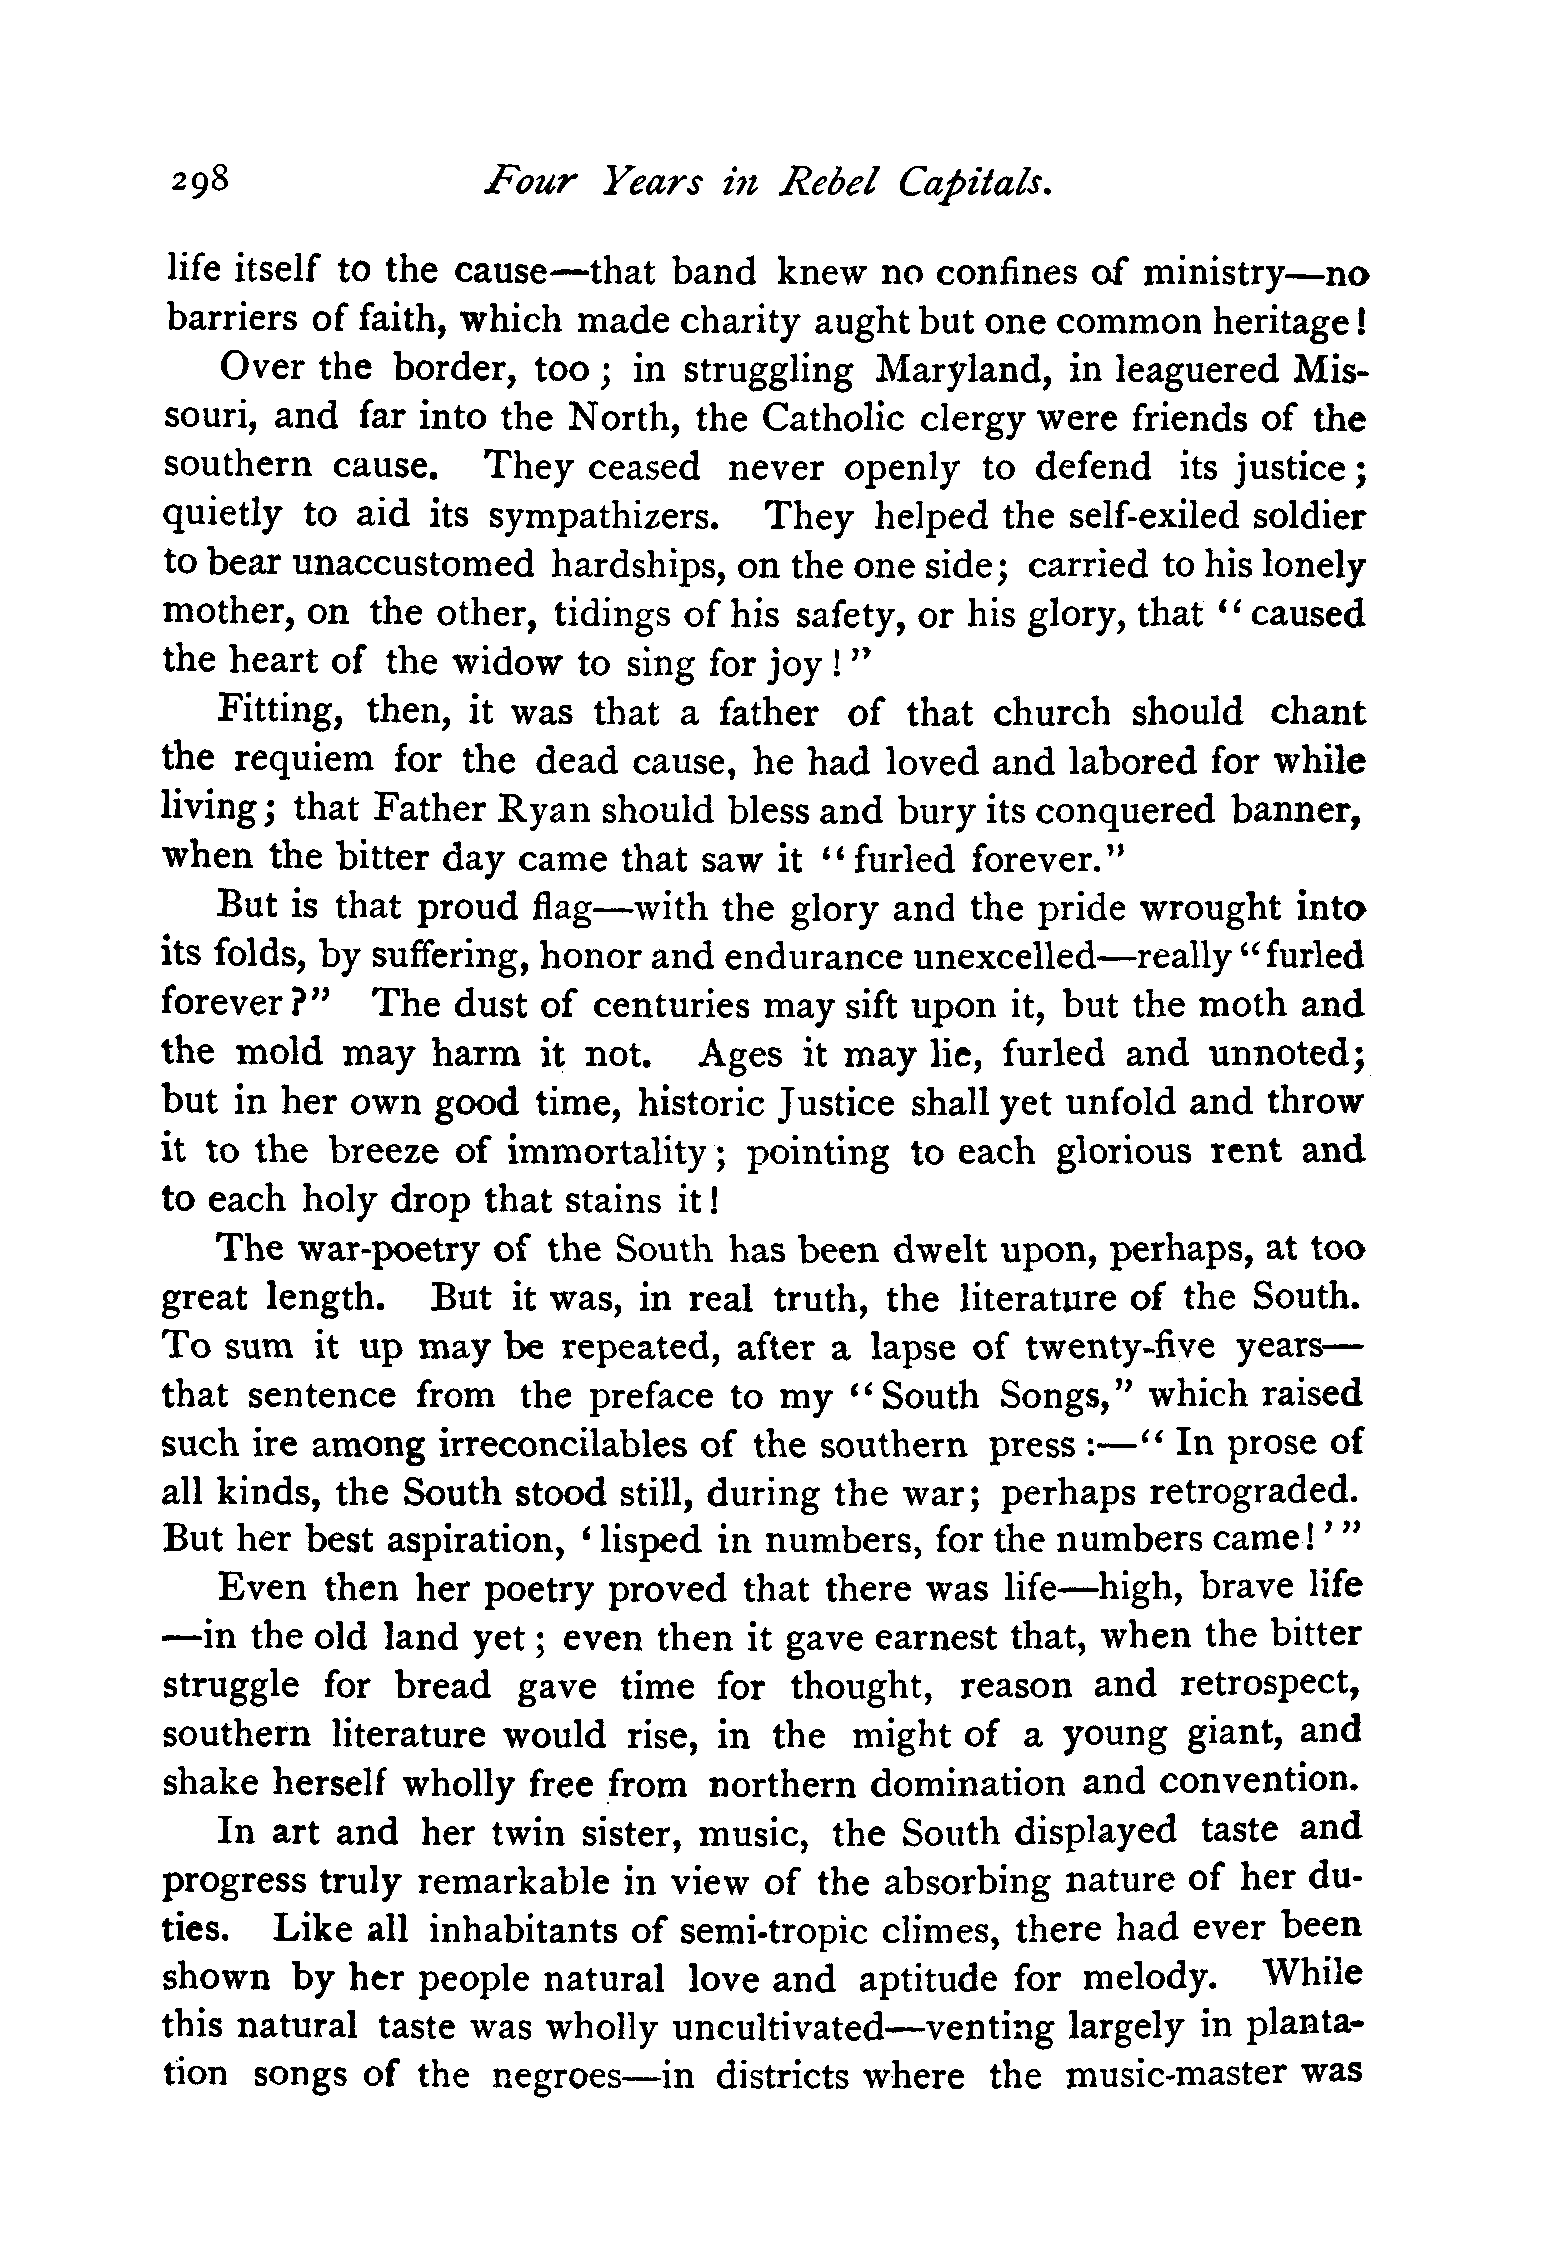 298 Four Years in Rebel Capitals.
life itself to the cause—that band knew no confines of ministry—no
barriers of faith, which made charity aught but one common heritage!
Over the border, too; in struggling Maryland, in leaguered Mis-
souri, and far into the North, the Catholic clergy were friends of the
southern cause. They ceased never openly to defend its justice;
quietly to aid its sympathizers. They helped the self-exiled soldier
to bear unaccustomed hardships, on the one side; carried to his lonely
mother, on the other, tidings of his safety, or his glory, that "caused
the heart of the widow to sing for joy!"
Fitting, then, it was that a father of that church should chant
the requiem for the dead cause, he had loved and labored for while
living; that Father Ryan should bless and bury its conquered banner,
when the bitter day came that saw it "furled forever."
But is that proud flag—with the glory and the pride wrought into
its folds, by suffering, honor and endurance unexcelled—really "furled
forever?" The dust of centuries may sift upon it, but the moth and
the mold may harm it not. Ages it may lie, furled and unnoted;
but in her own good time, historic Justice shall yet unfold and throw
it to the breeze of immortality; pointing to each glorious rent and
to each holy drop that stains it!
The war-poetry of the South has been dwelt upon, perhaps, at too
great length. But it was, in real truth, the literature of the South.
To sum it up may be repeated, after a lapse of twenty-five years—
that sentence from the preface to my "South Songs," which raised
such ire among irreconcilables of the southern press:—"In prose of
all kinds, the South stood still, during the war; perhaps retrograded.
But her best aspiration, 'lisped in numbers, for the numbers came!'"
Even then her poetry proved that there was life—high, brave life
—in the old land yet; even then it gave earnest that, when the bitter
struggle for bread gave time for thought, reason and retrospect,
southern literature would rise, in the might of a young giant, and
shake herself wholly free from northern domination and convention.
In art and her twin sister, music, the South displayed taste and
progress truly remarkable in view of the absorbing nature of her du-
ties. Like all inhabitants of semi-tropic climes, there had ever been
shown by her people natural love and aptitude for melody. While
this natural taste was wholly uncultivated—venting largely in planta-
tion songs of the negroes—in districts where the music-master was